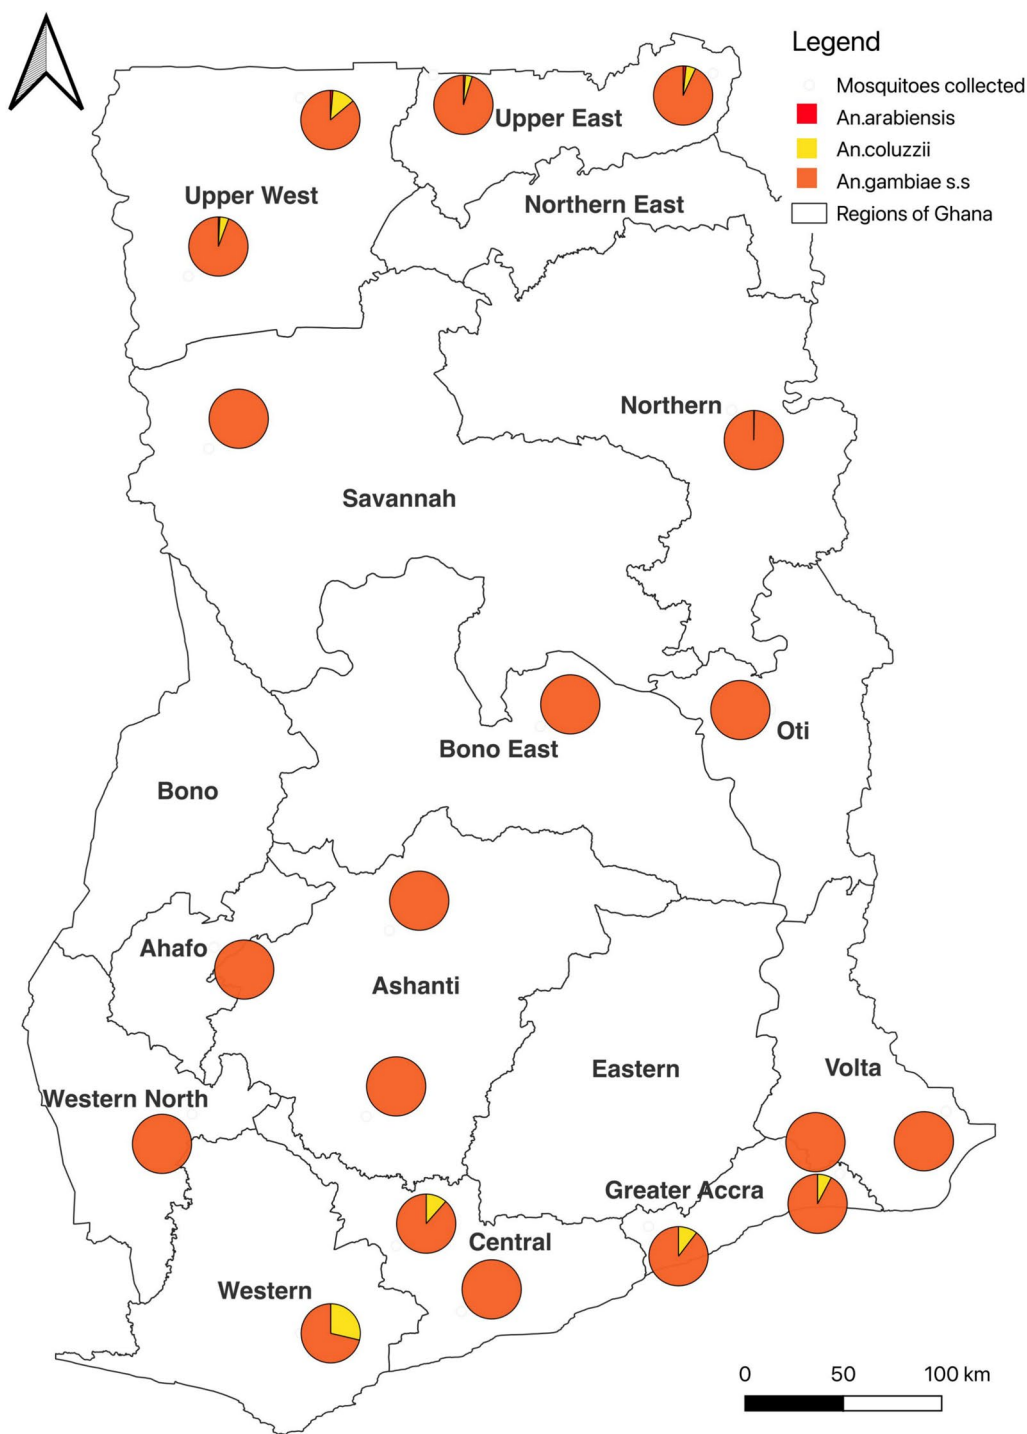 Legend
Mosquitoes collected
An.arabiensis
An.coluzzii
An.gambiae s.s
Regions of Ghana
Upper East
Upper West
Northern East
Northern
Savannah
Oti
Bono East
Bono
Ahafo
Ashanti
Eastern
Volta
Western North
Greater Accra
Central
Western
0 50 100 km